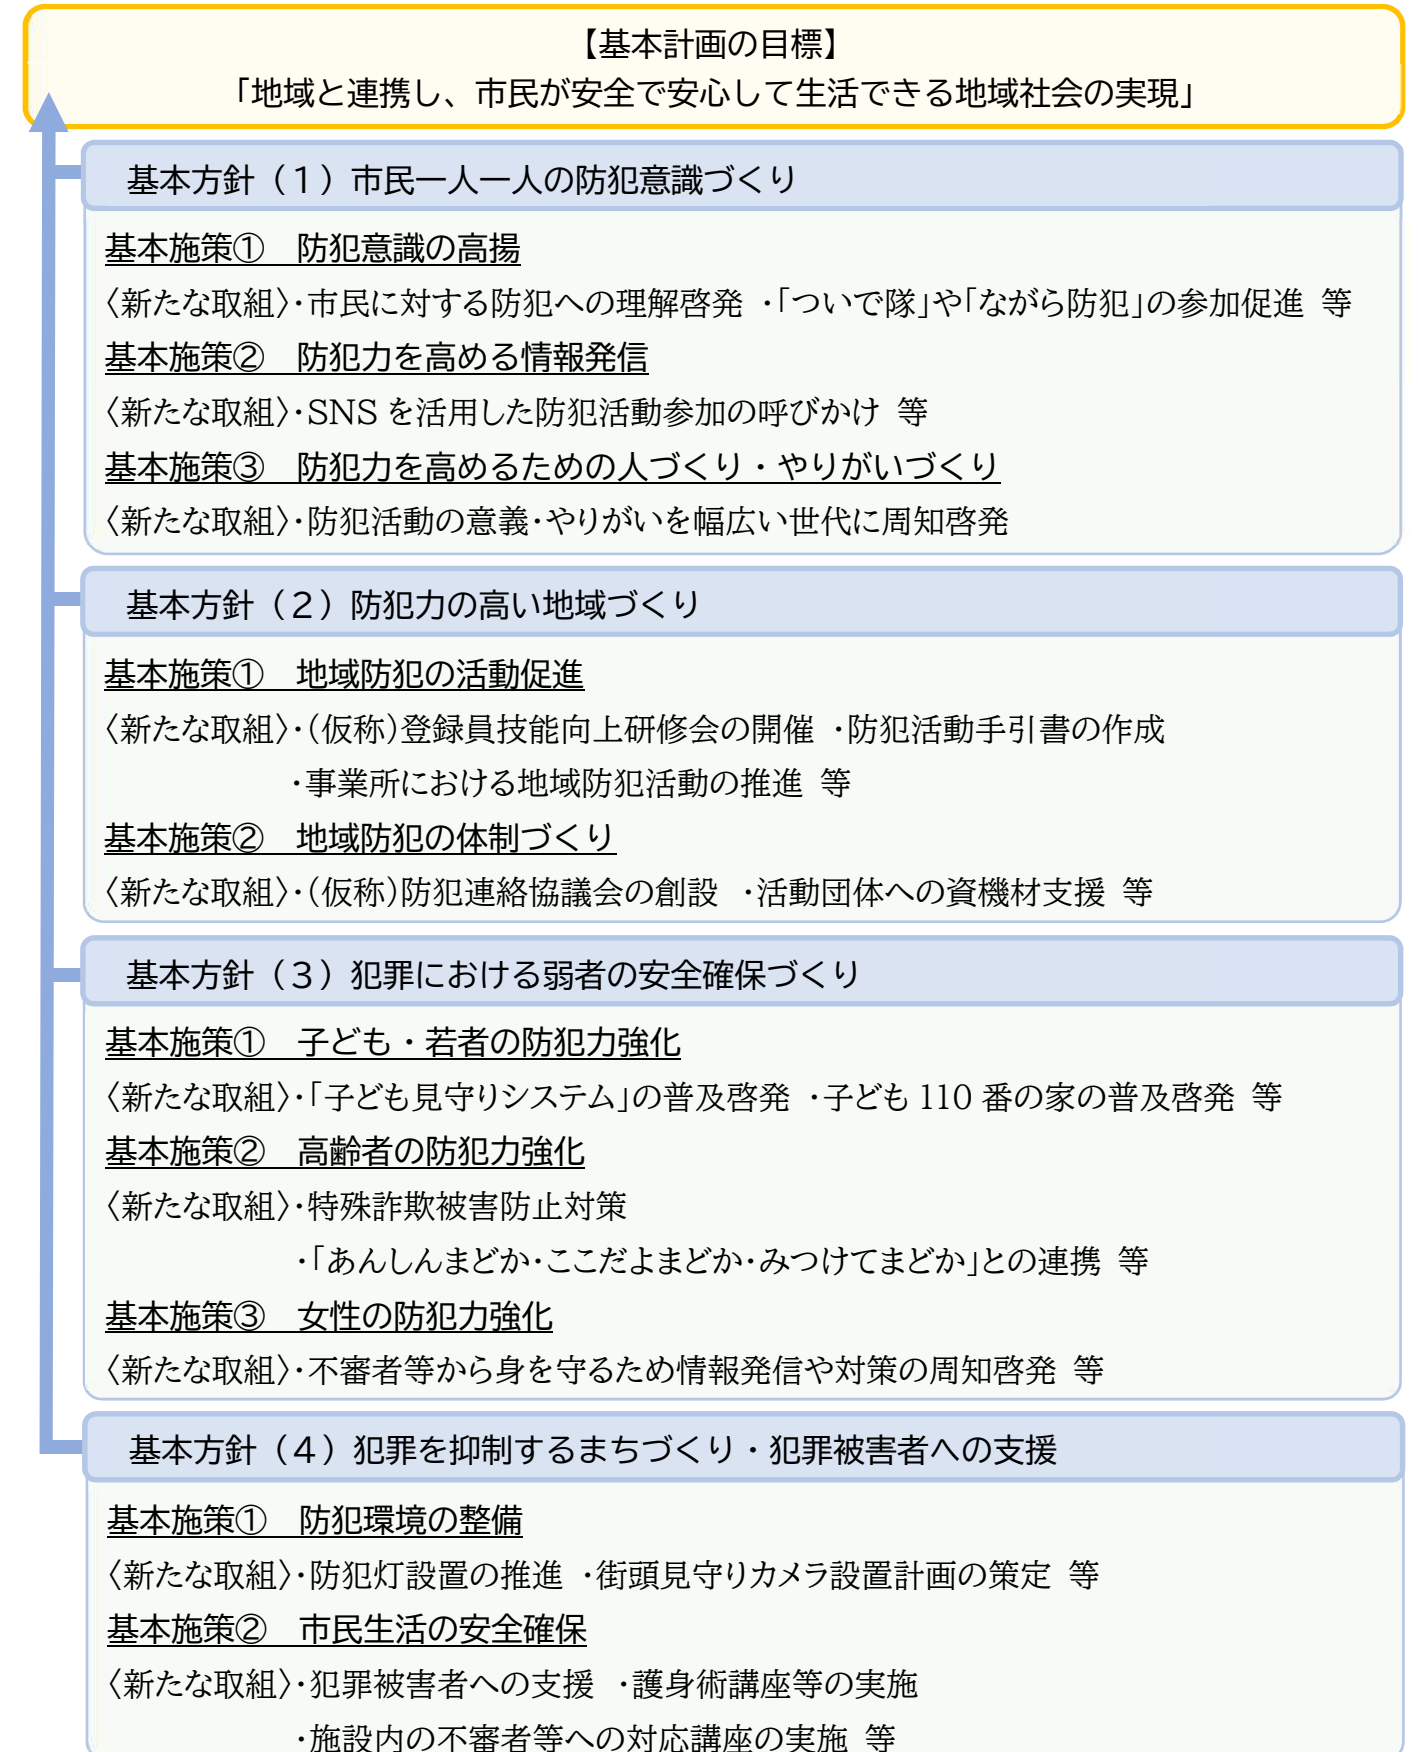 【基本計画の目標】
「地域と連携し、市民が安全で安心して生活できる地域社会の実現」
基本方針（１）市民一人一人の防犯意識づくり
基本施策①　防犯意識の高揚
〈新たな取組〉・市民に対する防犯への理解啓発 ・「ついで隊」や「ながら防犯」の参加促進 等
基本施策②　防犯力を高める情報発信
〈新たな取組〉・SNS を活用した防犯活動参加の呼びかけ 等
基本施策③　防犯力を高めるための人づくり・やりがいづくり
〈新たな取組〉・防犯活動の意義・やりがいを幅広い世代に周知啓発
基本方針（２）防犯力の高い地域づくり
基本施策①　地域防犯の活動促進
〈新たな取組〉・（仮称）登録員技能向上研修会の開催 ・防犯活動手引書の作成
・事業所における地域防犯活動の推進 等
基本施策②　地域防犯の体制づくり
〈新たな取組〉・（仮称）防犯連絡協議会の創設 ・活動団体への資機材支援 等
基本方針（３）犯罪における弱者の安全確保づくり
基本施策①　子ども・若者の防犯力強化
〈新たな取組〉・「子ども見守りシステム」の普及啓発 ・子ども 110 番の家の普及啓発 等
基本施策②　高齢者の防犯力強化
〈新たな取組〉・特殊詐欺被害防止対策
・「あんしんまどか・ここだよまどか・みつけてまどか」との連携 等
基本施策③　女性の防犯力強化
〈新たな取組〉・不審者等から身を守るため情報発信や対策の周知啓発 等
基本方針（４）犯罪を抑制するまちづくり・犯罪被害者への支援
基本施策①　防犯環境の整備
〈新たな取組〉・防犯灯設置の推進 ・街頭見守りカメラ設置計画の策定 等
基本施策②　市民生活の安全確保
〈新たな取組〉・犯罪被害者への支援 ・護身術講座等の実施
・施設内の不審者等への対応講座の実施 等